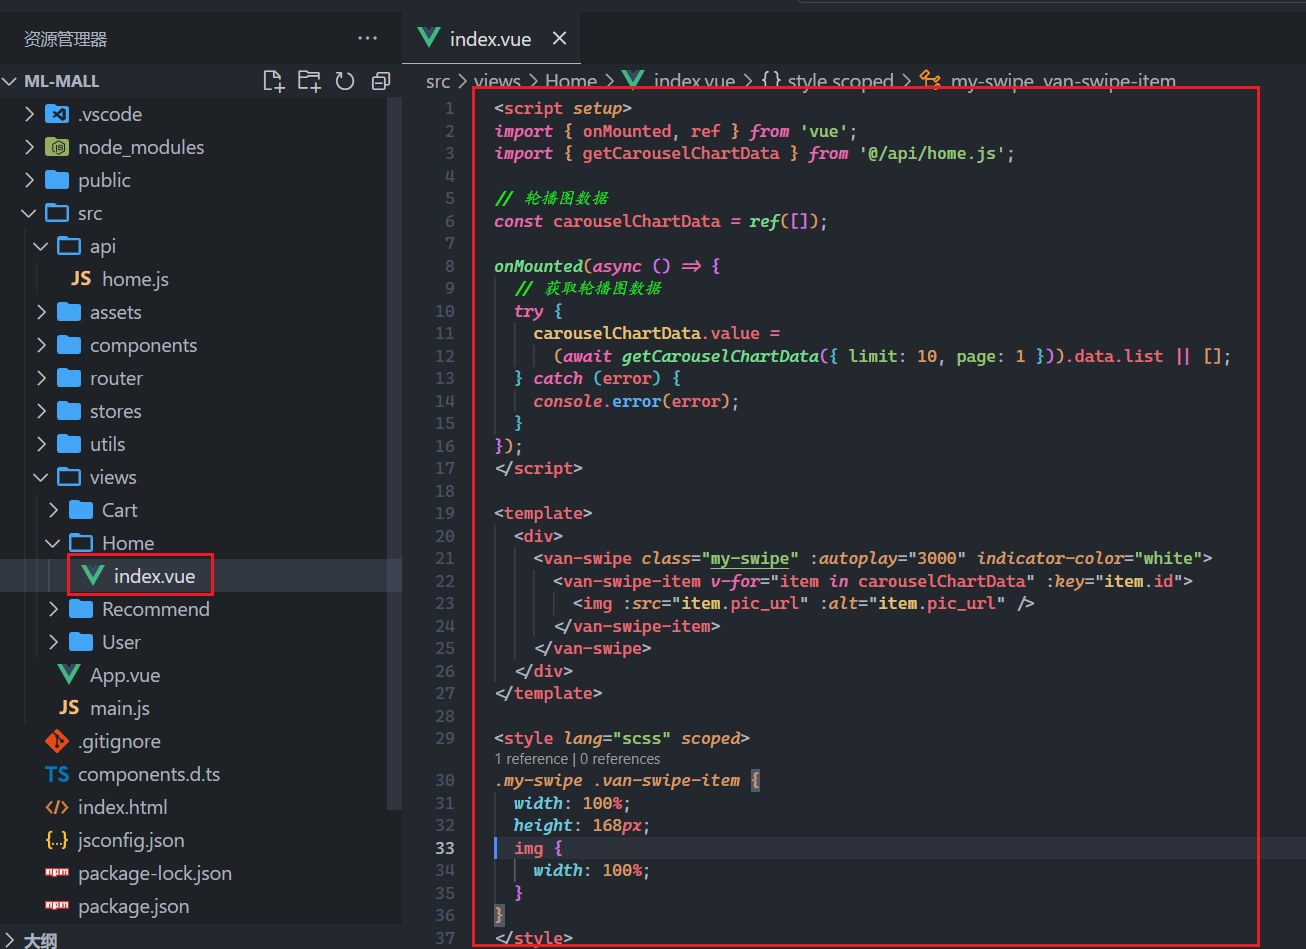 资源管理器
···
index.vue
ML-MALL
src > views > Home > index.vue > {} style scoped > .my-swipe .van-swipe-item
.vscode
node_modules
public
src
api
JS home.js
assets
components
router
stores
utils
views
Cart
Home
index.vue
Recommend
User
App.vue
JS main.js
.gitignore
TS components.d.ts
</> index.html
{..} jsconfig.json
npm package-lock.json
npm package.json
大纲
1 <script setup>
2 import { onMounted, ref } from 'vue';
3 import { getCarouselChartData } from '@/api/home.js';
4
5 // 轮播图数据
6 const carouselChartData = ref([]);
7
8 onMounted(async () => {
9 // 获取轮播图数据
10 try {
11 carouselChartData.value =
12 (await getCarouselChartData({ limit: 10, page: 1 })).data.list || [];
13 } catch (error) {
14 console.error(error);
15 }
16 });
17 </script>
18
19 <template>
20 <div>
21 <van-swipe class="my-swipe" :autoplay="3000" indicator-color="white">
22 <van-swipe-item v-for="item in carouselChartData" :key="item.id">
23 <img :src="item.pic_url" :alt="item.pic_url" />
24 </van-swipe-item>
25 </van-swipe>
26 </div>
27 </template>
28
29 <style lang="scss" scoped>
1 reference | 0 references
30 .my-swipe .van-swipe-item {
31 width: 100%;
32 height: 168px;
33 img {
34 width: 100%;
35 }
36 }
37 </style>